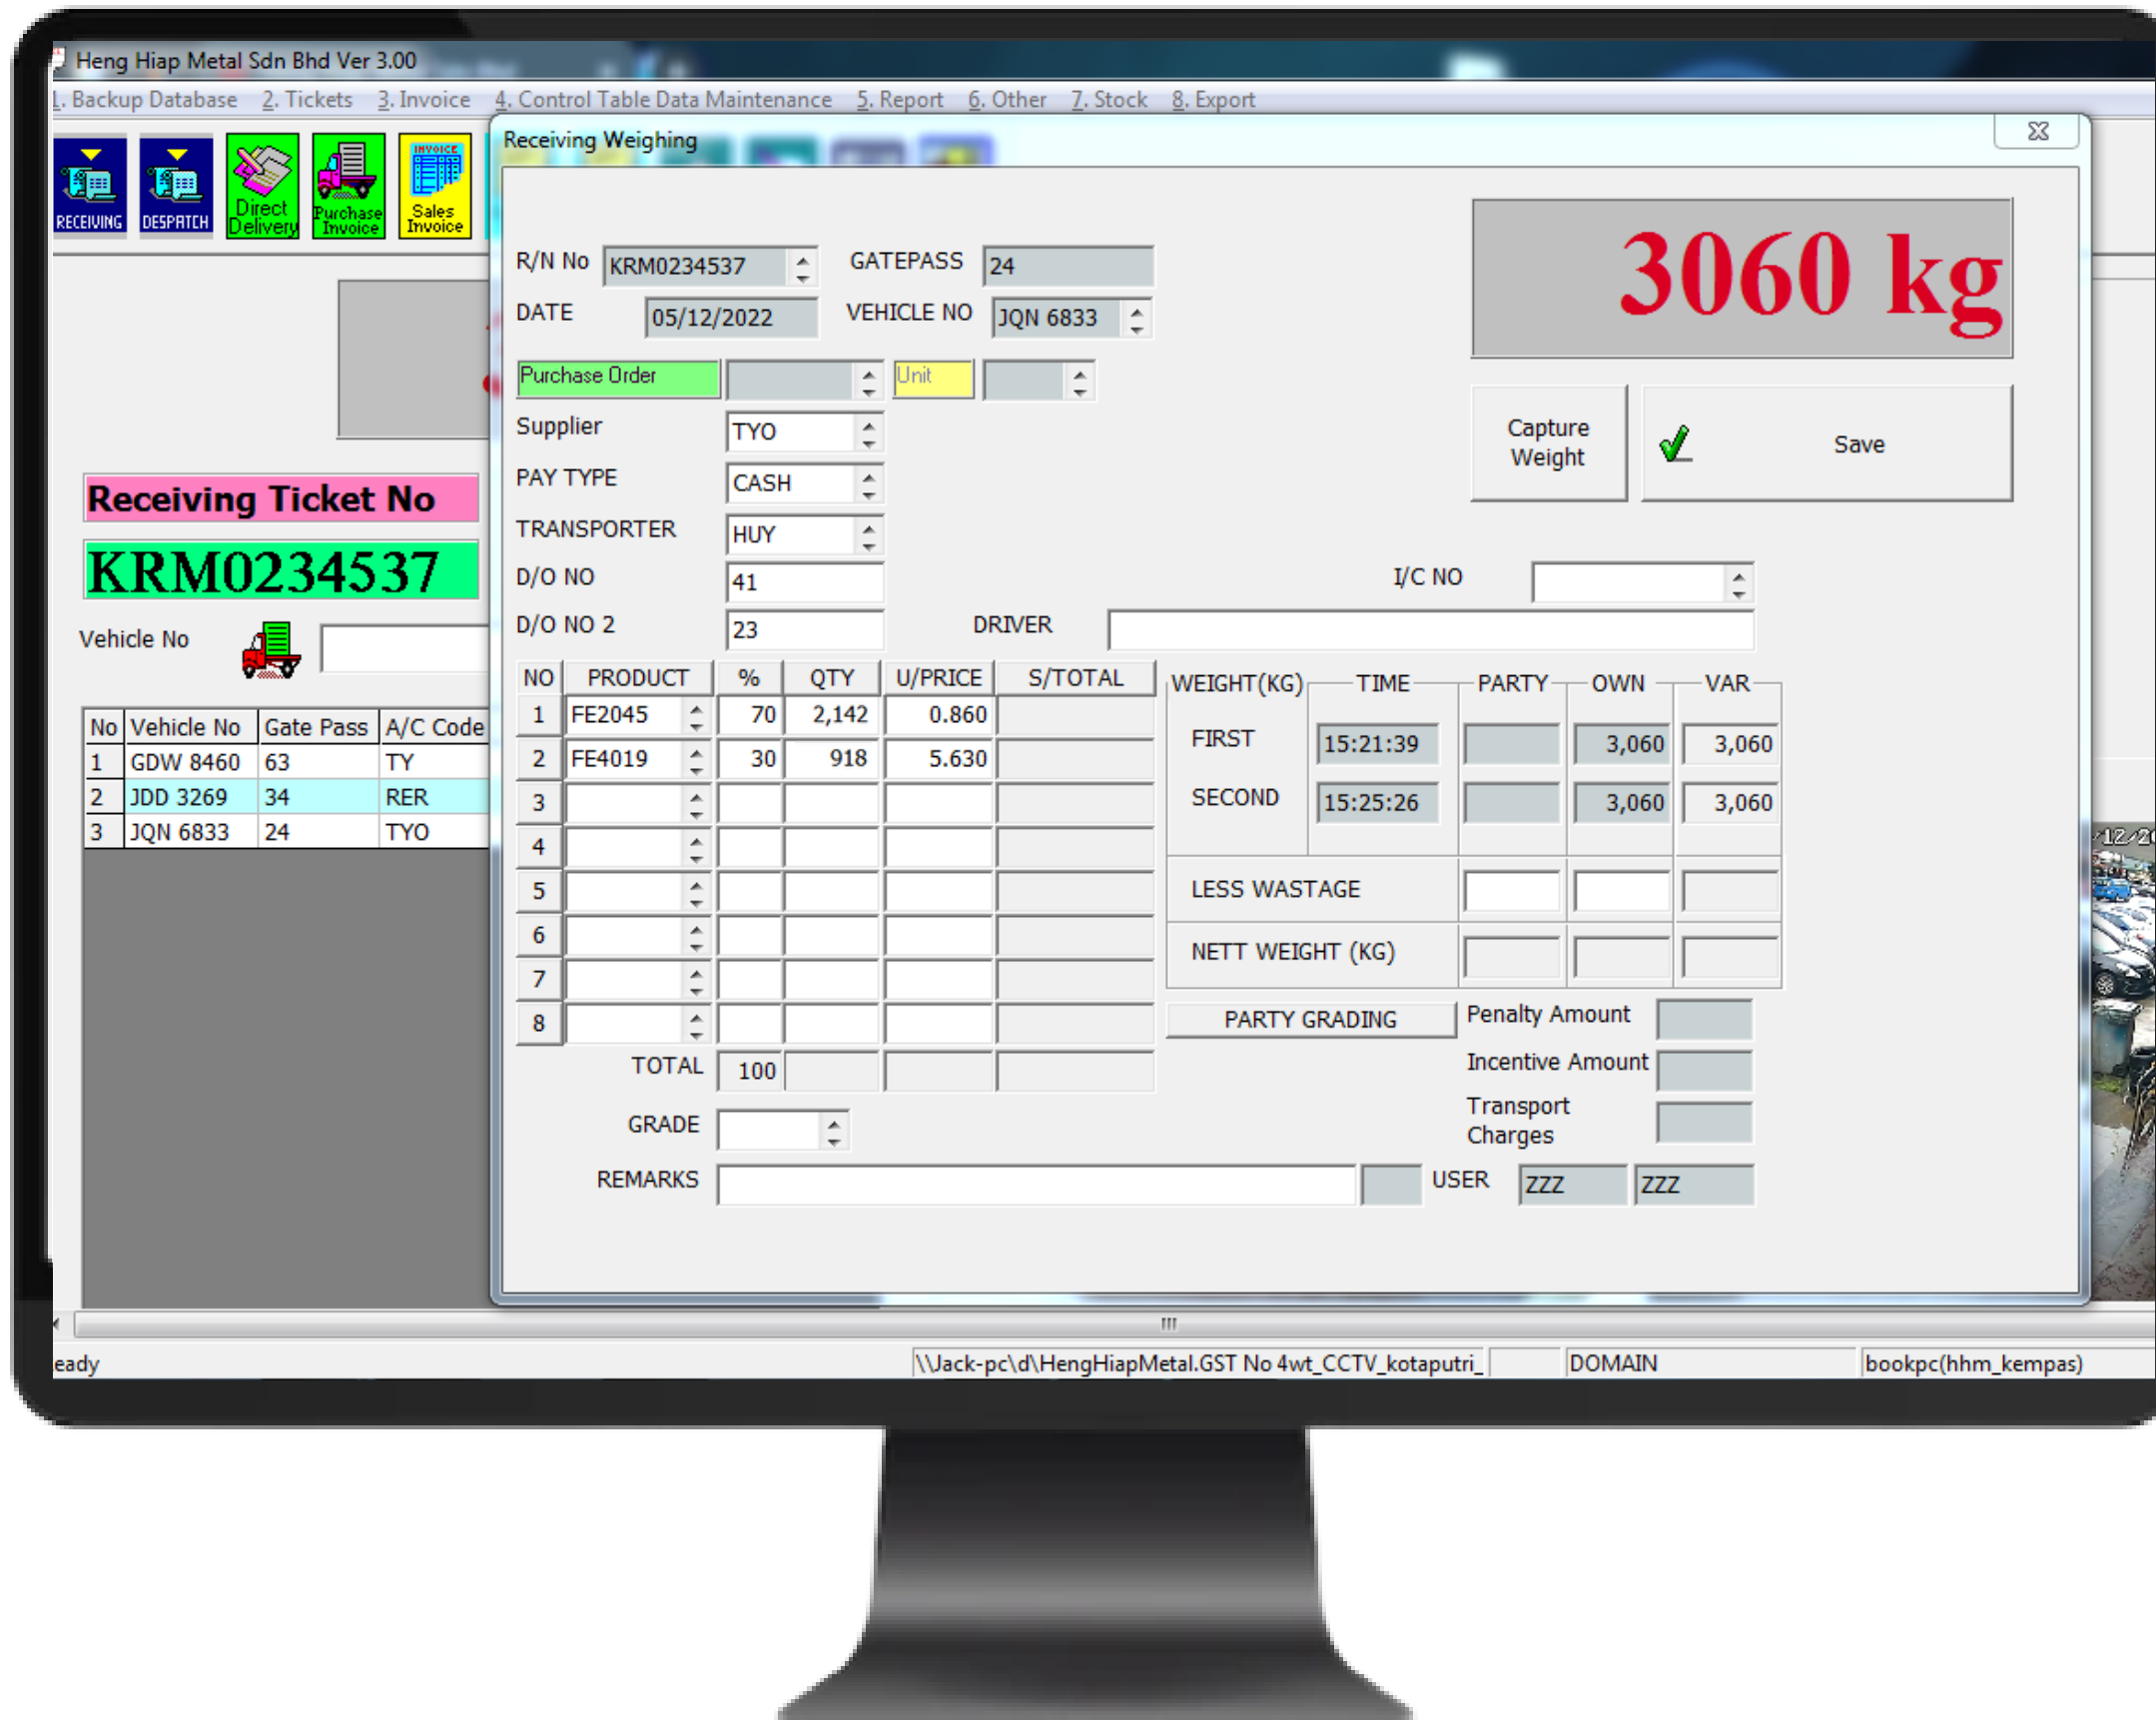 Heng Hiap Metal Sdn Bhd Ver 3.00
1. Backup Database 2. Tickets 3. Invoice 4. Control Table Data Maintenance 5. Report 6. Other 7. Stock 8. Export
RECEIVING DESPATCH Direct Delivery Purchase Invoice INVOICE Sales Invoice
Receiving Weighing
3060 kg
R/N No KRM0234537 GATEPASS 24
DATE 05/12/2022 VEHICLE NO JQN 6833
Purchase Order Unit
Supplier TYO
Capture Weight Save
PAY TYPE CASH
TRANSPORTER HUY
D/O NO 41 I/C NO
D/O NO 2 23 DRIVER
Receiving Ticket No
KRM0234537
Vehicle No
No Vehicle No Gate Pass A/C Code
1 GDW 8460 63 TY
2 JDD 3269 34 RER
3 JQN 6833 24 TYO
NO PRODUCT % QTY U/PRICE S/TOTAL
1 FE2045 70 2,142 0.860
2 FE4019 30 918 5.630
3
4
5
6
7
8
TOTAL 100
GRADE
REMARKS
WEIGHT(KG) TIME PARTY OWN VAR
FIRST 15:21:39 3,060 3,060
SECOND 15:25:26 3,060 3,060
LESS WASTAGE
NETT WEIGHT (KG)
PARTY GRADING Penalty Amount
Incentive Amount
Transport Charges
USER ZZZ ZZZ
eady \\Jack-pc\d\HengHiapMetal.GST No 4wt_CCTV_kotaputri_ DOMAIN bookpc(hhm_kempas)